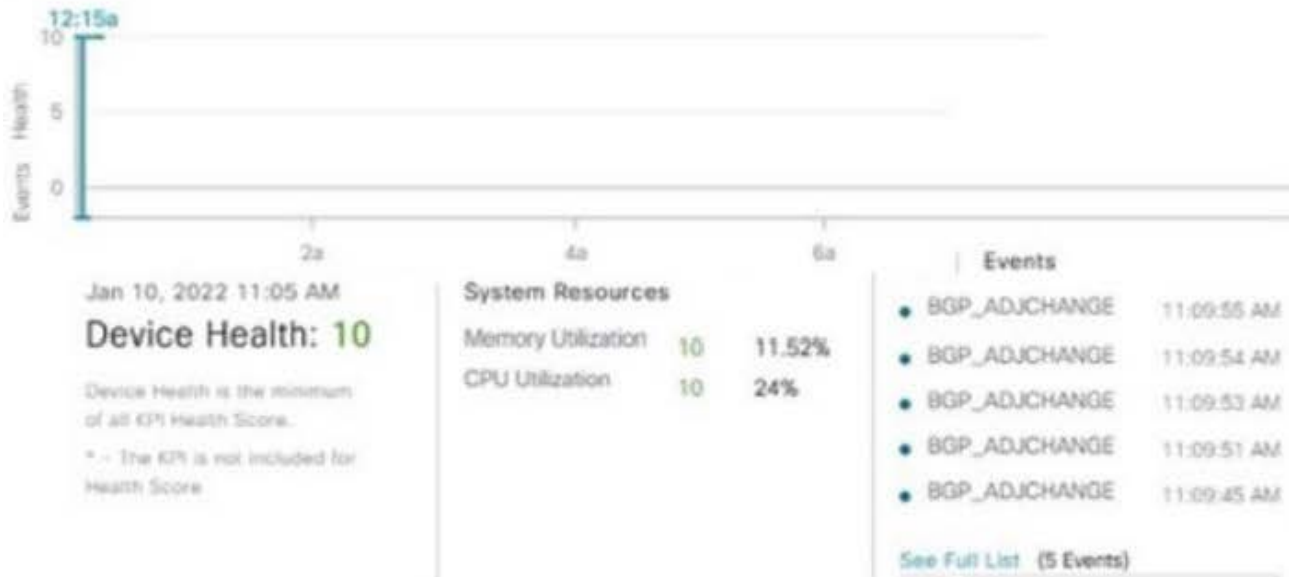 12:15a
10
5
0
Events Health
2a
4a
6a
Jan 10, 2022 11:05 AM
Device Health: 10
Device Health is the minimum
of all KPI Health Score.
* - The KPI is not included for
Health Score
System Resources
Memory Utilization 10 11.52%
CPU Utilization 10 24%
Events
BGP_ADJCHANGE 11:09:55 AM
BGP_ADJCHANGE 11:09:54 AM
BGP_ADJCHANGE 11:09:53 AM
BGP_ADJCHANGE 11:09:51 AM
BGP_ADJCHANGE 11:09:45 AM
See Full List (5 Events)